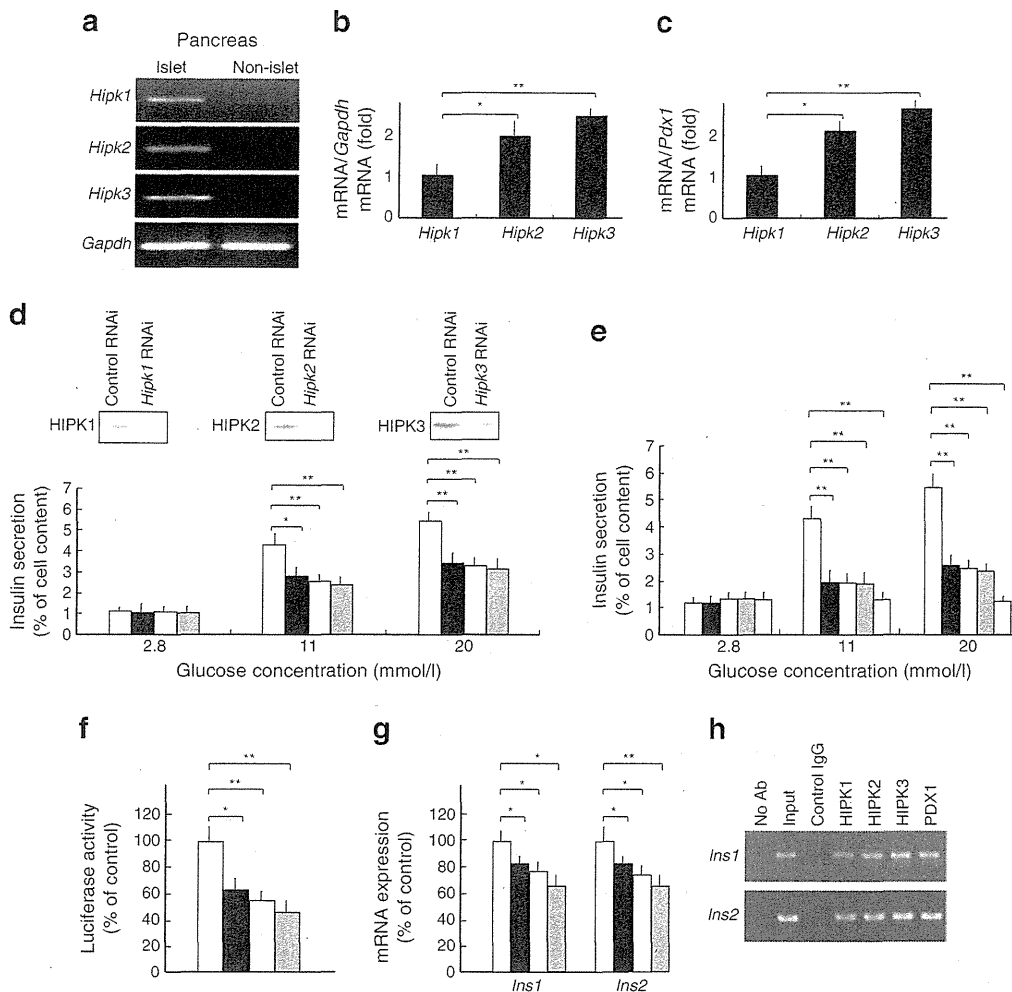 a
Pancreas
Islet Non-islet
Hipk1
Hipk2
Hipk3
Gapdh
b
mRNA/Gapdh
mRNA (fold)
2
1
0
* **
Hipk1 Hipk2 Hipk3
c
mRNA/Pdx1
mRNA (fold)
2
1
0
* **
Hipk1 Hipk2 Hipk3
d
Control RNAi
Hipk1 RNAi
HIPK1
Control RNAi
Hipk2 RNAi
HIPK2
Control RNAi
Hipk3 RNAi
HIPK3
Insulin secretion
(% of cell content)
7
6
5
4
3
2
1
0
** ** *
** ** **
2.8 11 20
Glucose concentration (mmol/l)
e
Insulin secretion
(% of cell content)
7
6
5
4
3
2
1
0
** ** ** **
** ** ** **
2.8 11 20
Glucose concentration (mmol/l)
f
Luciferase activity
(% of control)
120
100
80
60
40
20
0
** ** *
g
mRNA expression
(% of control)
120
100
80
60
40
20
0
* * *
** * *
Ins1 Ins2
h
No Ab
Input
Control IgG
HIPK1
HIPK2
HIPK3
PDX1
Ins1
Ins2